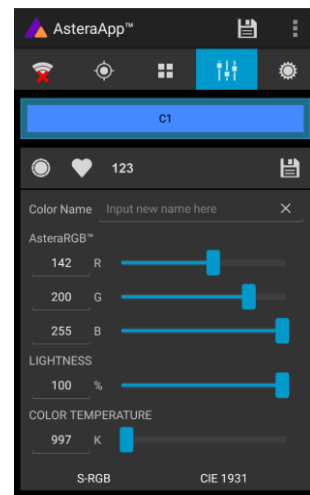 AsteraApp™
C1
123
Color Name Input new name here
AsteraRGB™
142 R
200 G
255 B
LIGHTNESS
100 %
COLOR TEMPERATURE
997 K
S-RGB CIE 1931